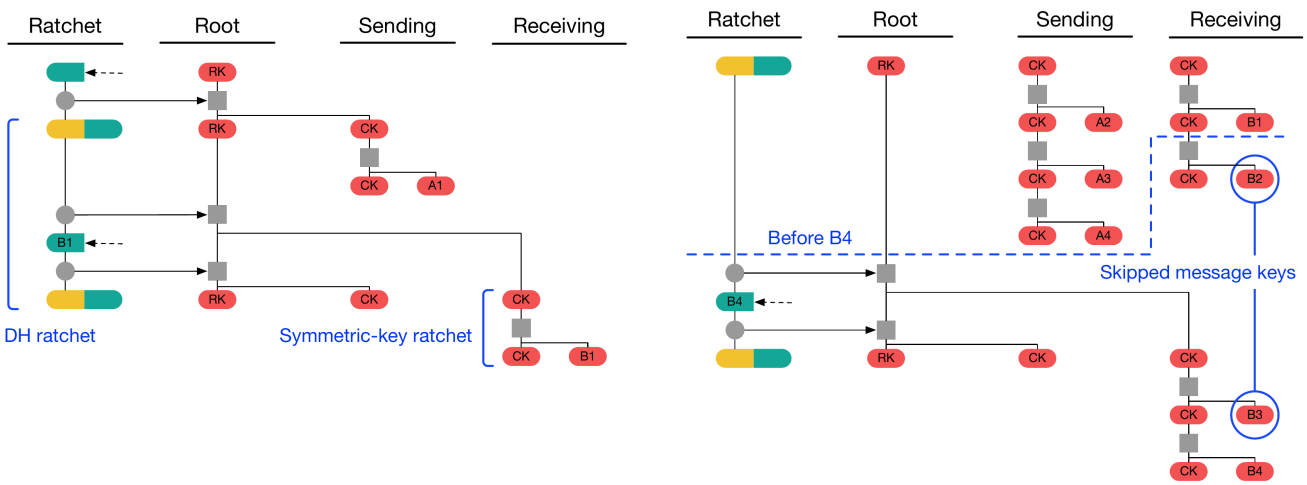 Ratchet Root Sending Receiving
RK
RK CK
CK A1
B1
RK CK CK
DH ratchet Symmetric-key ratchet
CK B1
Ratchet Root Sending Receiving
RK CK CK
CK A2 CK B1
CK A3 CK B2
Before B4 CK A4
Skipped message keys
B4
RK CK CK
CK B3
CK B4